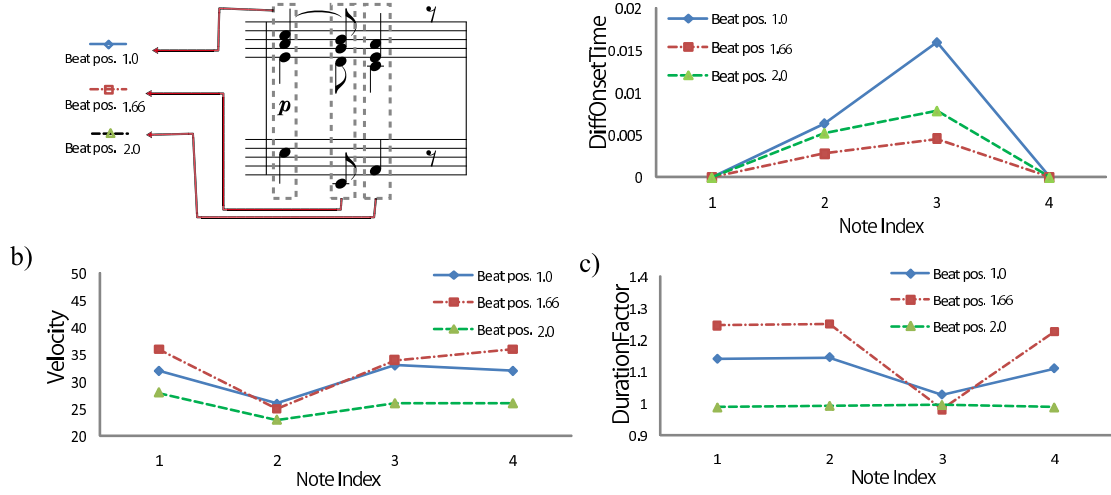 Beat pos. 1.0
Beat pos. 1.66
Beat pos. 2.0
p
0.02
0.015
0.01
0.005
0
DiffOnsetTime
Beat pos. 1.0
Beat pos 1.66
Beat pos. 2.0
1 2 3 4
Note Index
b)
50
45
40
35
30
25
20
Velocity
Beat pos. 1.0
Beat pos. 1.66
Beat pos. 2.0
1 2 3 4
Note Index
c)
1.4
1.3
1.2
1.1
1
0.9
DurationFactor
Beat pos. 1.0
Beat pos. 1.66
Beat pos. 2.0
1 2 3 4
Note Index